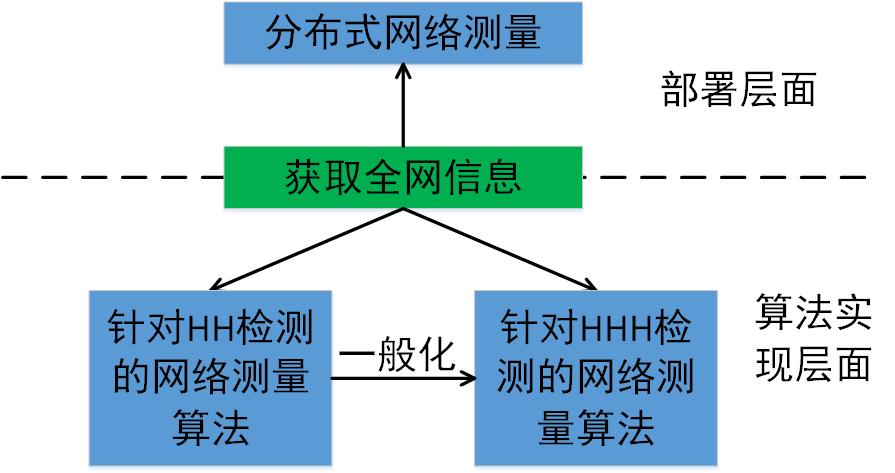 分布式网络测量
部署层面
获取全网信息
针对HH检测
的网络测量
算法
一般化
针对HHH检
测的网络测
量算法
算法实
现层面